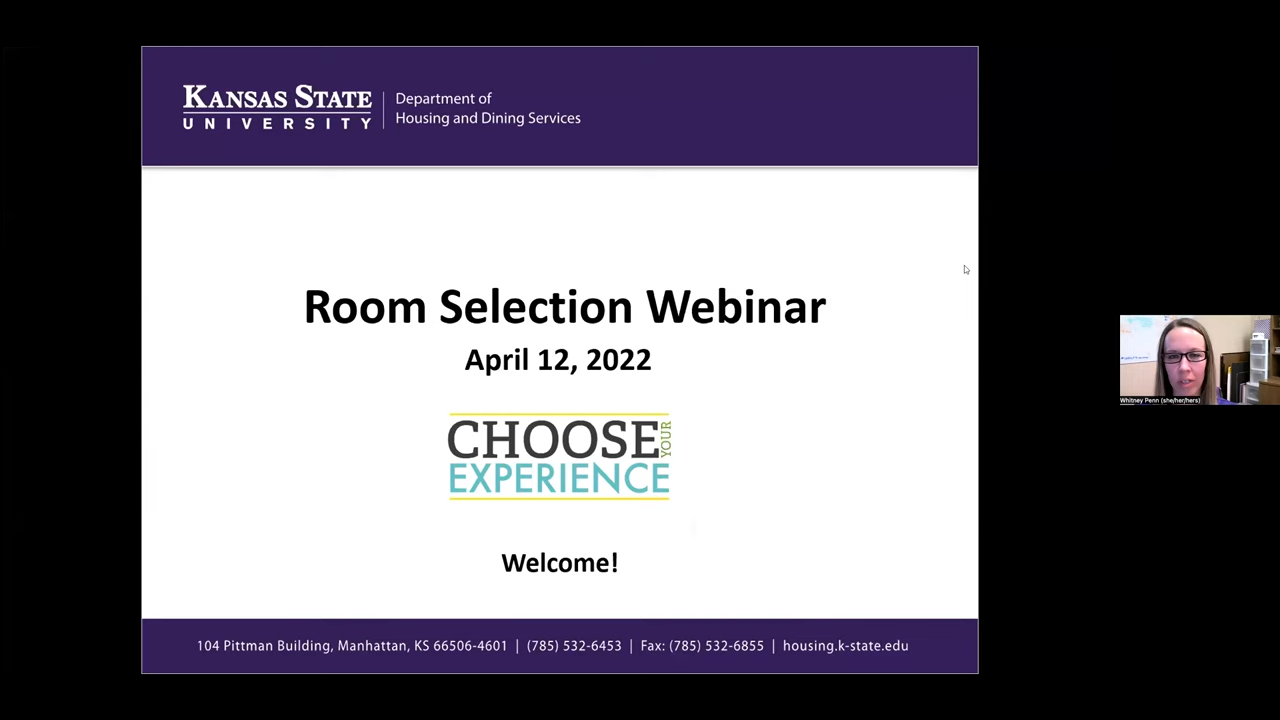 KANSAS STATE
UNIVERSITY
Department of
Housing and Dining Services
Room Selection Webinar
April 12, 2022
CHOOSE YOUR
EXPERIENCE
Welcome!
104 Pittman Building, Manhattan, KS 66506-4601 | (785) 532-6453 | Fax: (785) 532-6855 | housing.k-state.edu
Whitney Penn (she/her/hers)